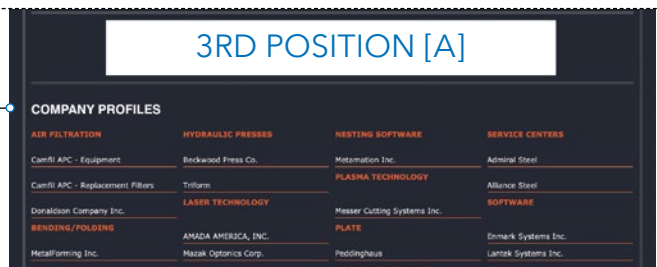 3RD POSITION [A]
COMPANY PROFILES
AIR FILTRATION
Camfil APC - Equipment
Camfil APC - Replacement Filters
Donaldson Company Inc.
BENDING/FOLDING
MetalForming Inc.
HYDRAULIC PRESSES
Beckwood Press Co.
Triform
LASER TECHNOLOGY
AMADA AMERICA, INC.
Mazak Optonics Corp.
NESTING SOFTWARE
Metamation Inc.
PLASMA TECHNOLOGY
Messer Cutting Systems Inc.
PLATE
Peddinghaus
SERVICE CENTERS
Admiral Steel
Alliance Steel
SOFTWARE
Enmark Systems Inc.
Lantek Systems Inc.